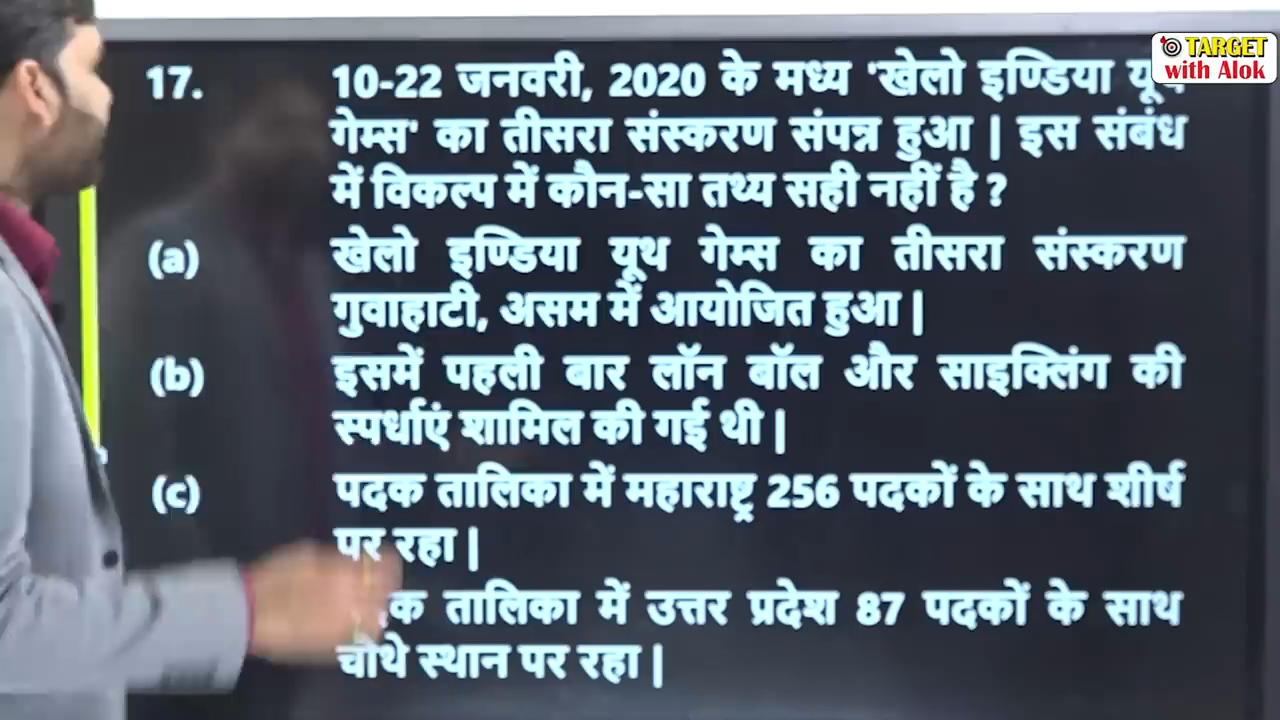 TARGET
with Alok
17. 10-22 जनवरी, 2020 के मध्य 'खेलो इण्डिया
गेम्स' का तीसरा संस्करण संपन्न हुआ | इस संबंध
में विकल्प में कौन-सा तथ्य सही नहीं है ?
(a) खेलो इण्डिया यूथ गेम्स का तीसरा संस्करण
गुवाहाटी, असम में आयोजित हुआ |
(b) इसमें पहली बार लॉन बॉल और साइक्लिंग की
स्पर्धाएं शामिल की गई थी |
(c) पदक तालिका में महाराष्ट्र 256 पदकों के साथ शीर्ष
पर रहा |
तालिका में उत्तर प्रदेश 87 पदकों के साथ
चौथे स्थान पर रहा |